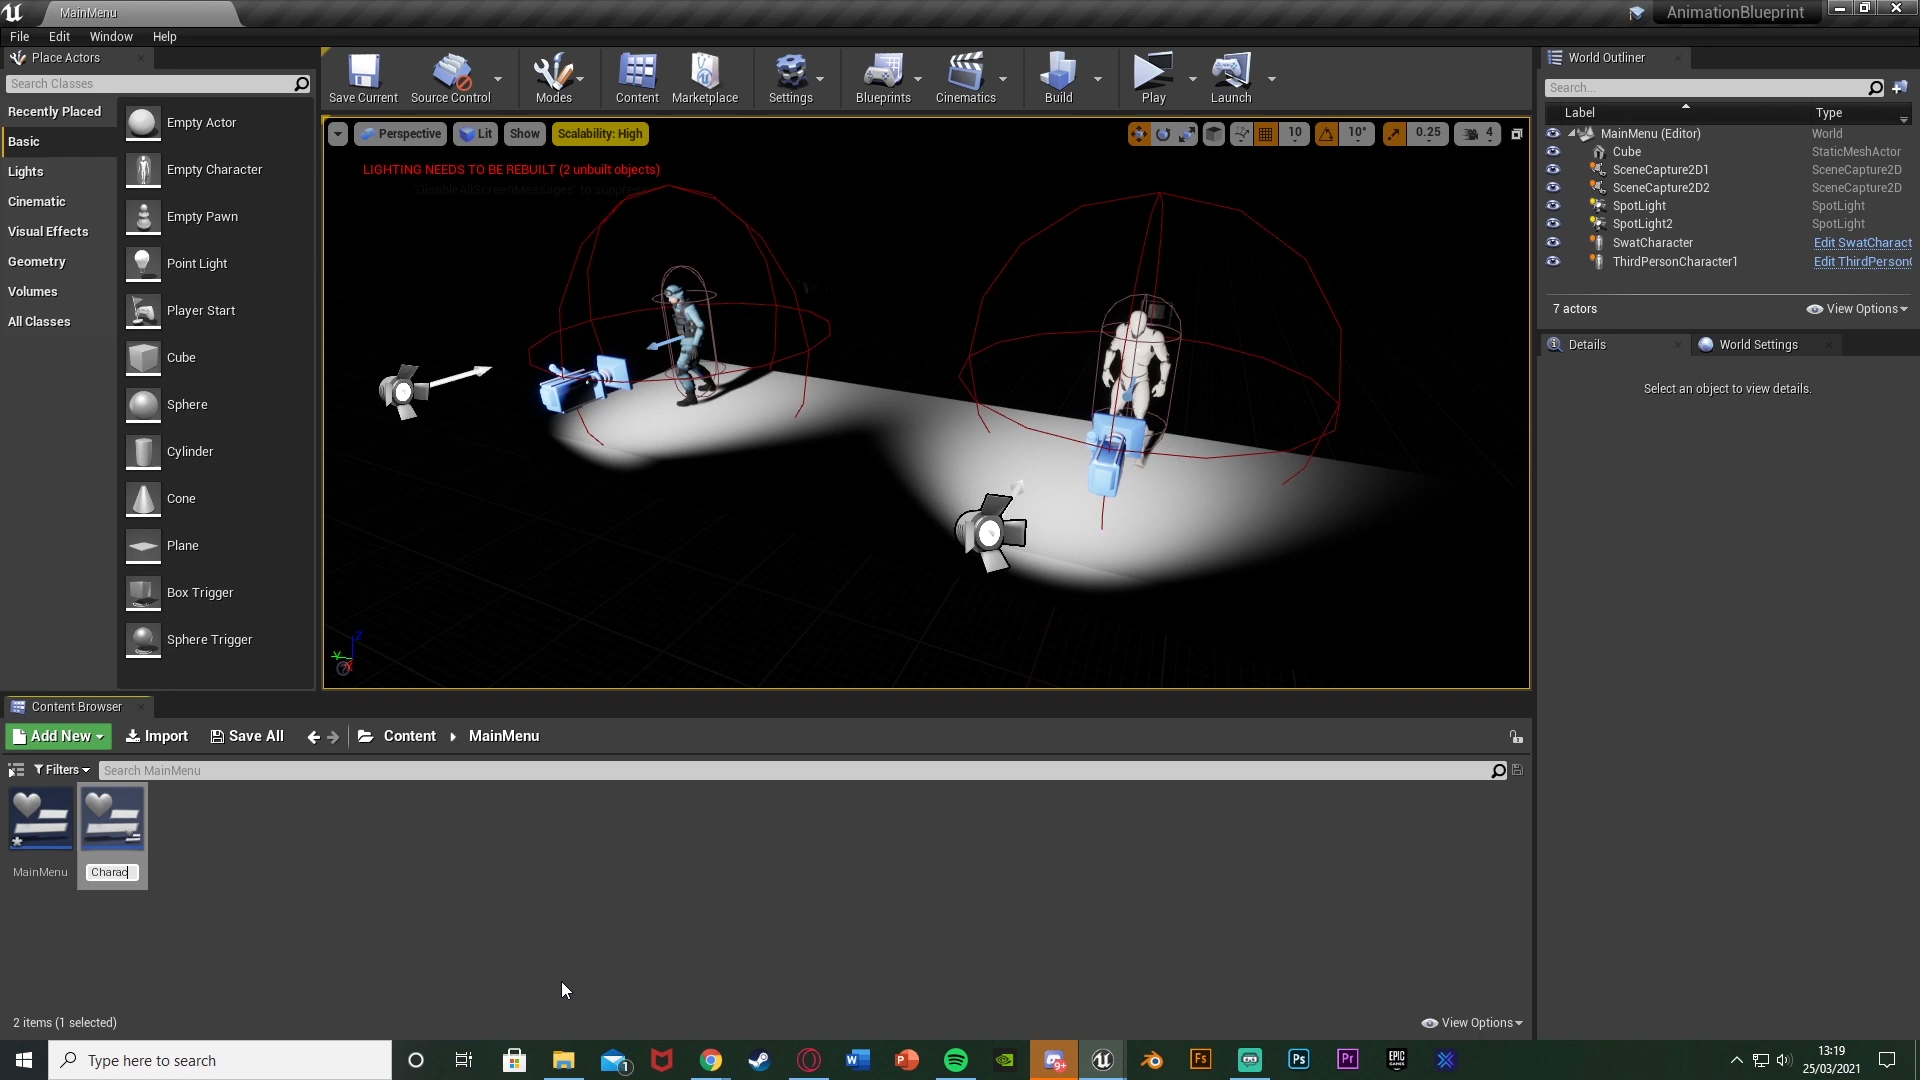 MainMenu
AnimationBlueprint
File Edit Window Help
Place Actors
Search Classes
Recently Placed
Basic
Lights
Cinematic
Visual Effects
Geometry
Volumes
All Classes
Empty Actor
Empty Character
Empty Pawn
Point Light
Player Start
Cube
Sphere
Cylinder
Cone
Plane
Box Trigger
Sphere Trigger
Save Current
Source Control
Modes
Content
Marketplace
Settings
Blueprints
Cinematics
Build
Play
Launch
Perspective
Lit
Show
Scalability: High
10
10°
0.25
4
LIGHTING NEEDS TO BE REBUILT (2 unbuilt objects)
'DisableAllScreenMessages' to suppress
World Outliner
Search...
Label Type
MainMenu (Editor) World
Cube StaticMeshActor
SceneCapture2D1 SceneCapture2D
SceneCapture2D2 SceneCapture2D
SpotLight SpotLight
SpotLight2 SpotLight
SwatCharacter Edit SwatCharact
ThirdPersonCharacter1 Edit ThirdPerson
7 actors View Options
Details World Settings
Select an object to view details.
Content Browser
Add New Import Save All Content MainMenu
Filters Search MainMenu
MainMenu
Charac
2 items (1 selected)
View Options
Type here to search
1
9+
13:19
25/03/2021